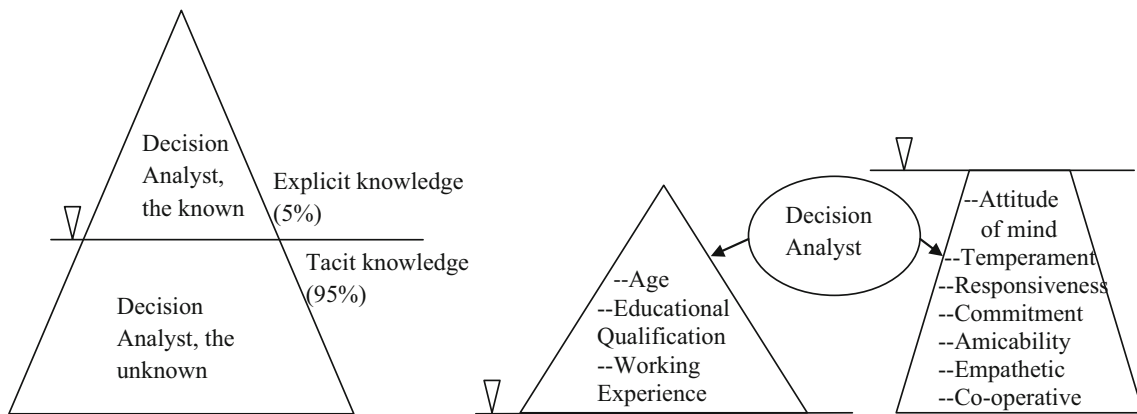 Decision
Analyst,
the known
Explicit knowledge
(5%)
Tacit knowledge
(95%)
Decision
Analyst, the
unknown
--Age
--Educational
Qualification
--Working
Experience
Decision
Analyst
--Attitude
of mind
--Temperament
--Responsiveness
--Commitment
--Amicability
--Empathetic
--Co-operative